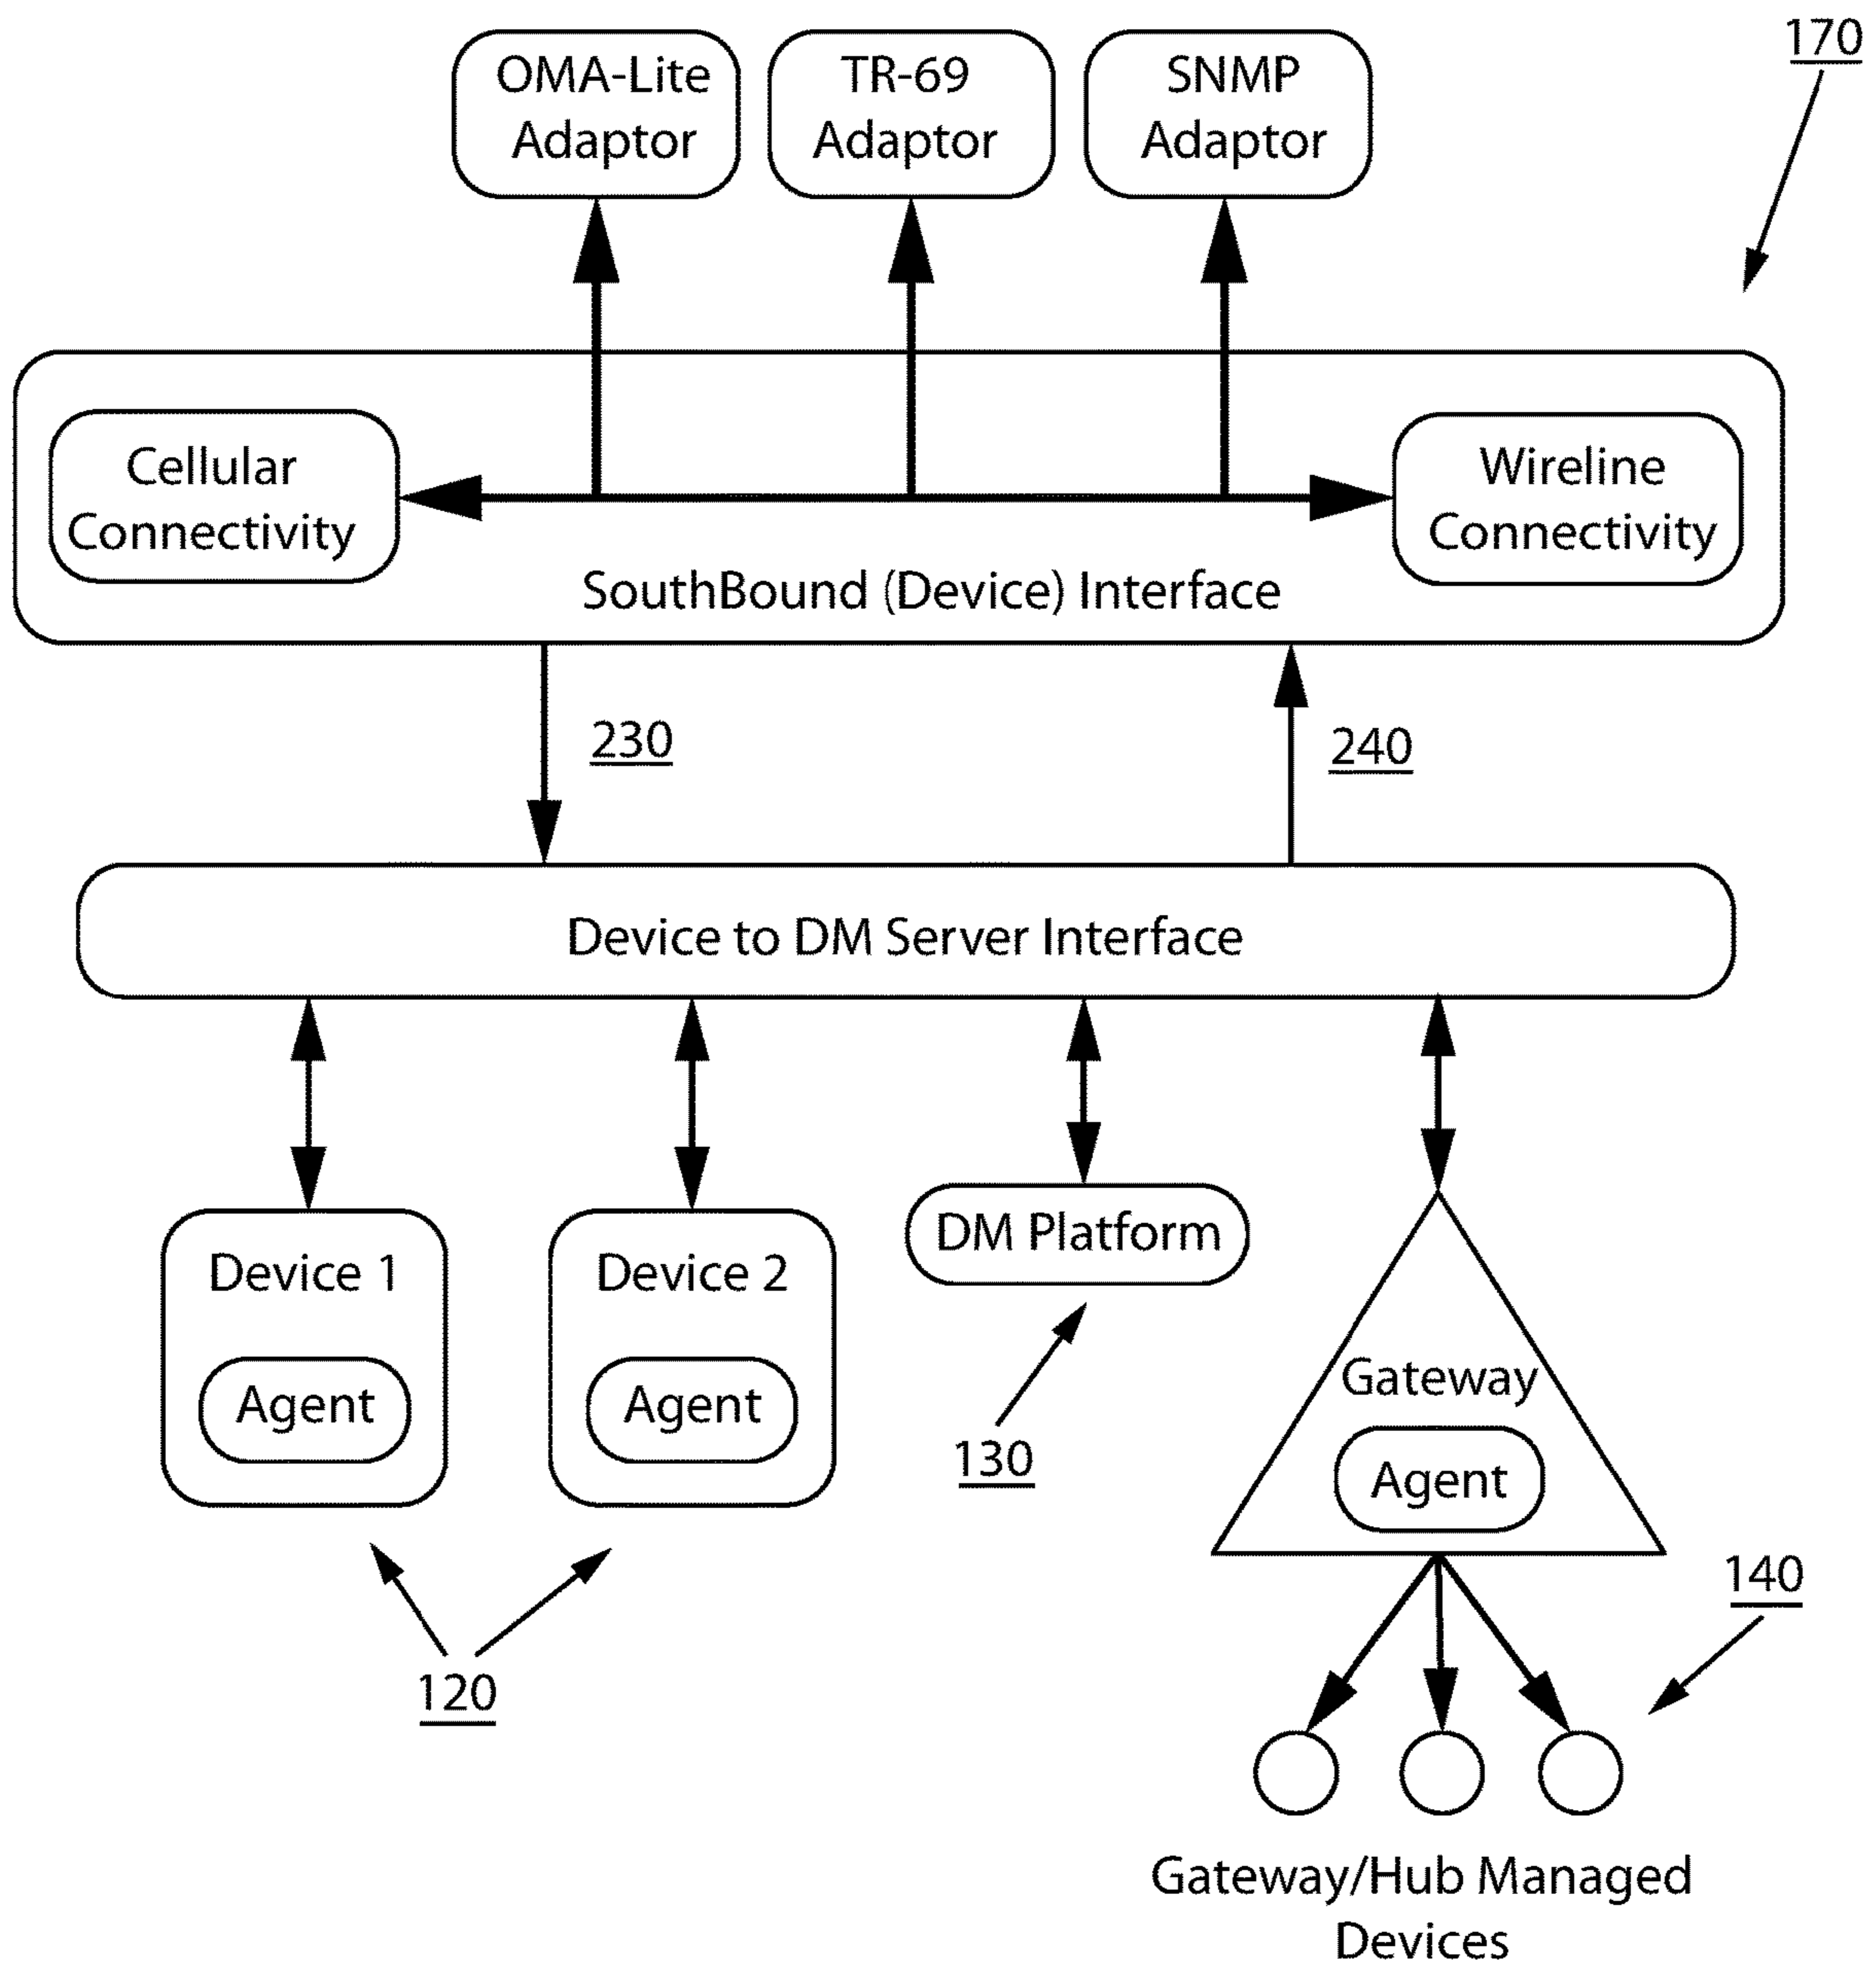 170
OMA-Lite
Adaptor
TR-69
Adaptor
SNMP
Adaptor
Cellular
Connectivity
Wireline
Connectivity
SouthBound (Device) Interface
230
240
Device to DM Server Interface
Device 1
Agent
Device 2
Agent
DM Platform
130
Gateway
Agent
120
140
Gateway/Hub Managed
Devices